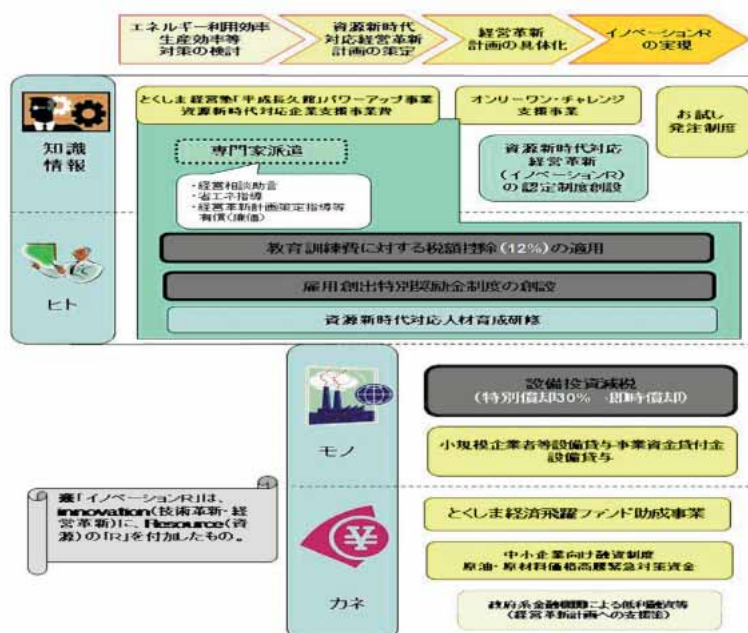 エネルギー利用効率
生産効率等
対策の検討
資源新時代
対応経営革新
計画の策定
経営革新
計画の具体化
イノベーションR
の実現
知識
情報
とくしま経営塾「平成長久館」パワーアップ事業
資源新時代対応企業支援事業費
オンリーワン・チャレンジ
支援事業
お試し
発注制度
専門家派遣
・経営相談助言
・省エネ指導
・経営革新計画策定指導等
有償(廉価)
資源新時代対応
経営革新
(イノベーションR)
の認定制度創設
ヒト
教育訓練費に対する税額控除(12%)の適用
雇用創出特別奨励金制度の創設
資源新時代対応人材育成研修
モノ
設備投資減税
(特別償却30% →即時償却)
小規模企業者等設備貸与事業資金貸付金
設備貸与
※「イノベーションR」は、
innovation(技術革新・経
営革新)に、Resource(資
源)の「R」を付加したもの。
カネ
とくしま経済飛躍ファンド助成事業
中小企業向け融資制度
原油・原材料価格高騰緊急対策資金
政府系金融機関による低利融資等
(経営革新計画への支援策)